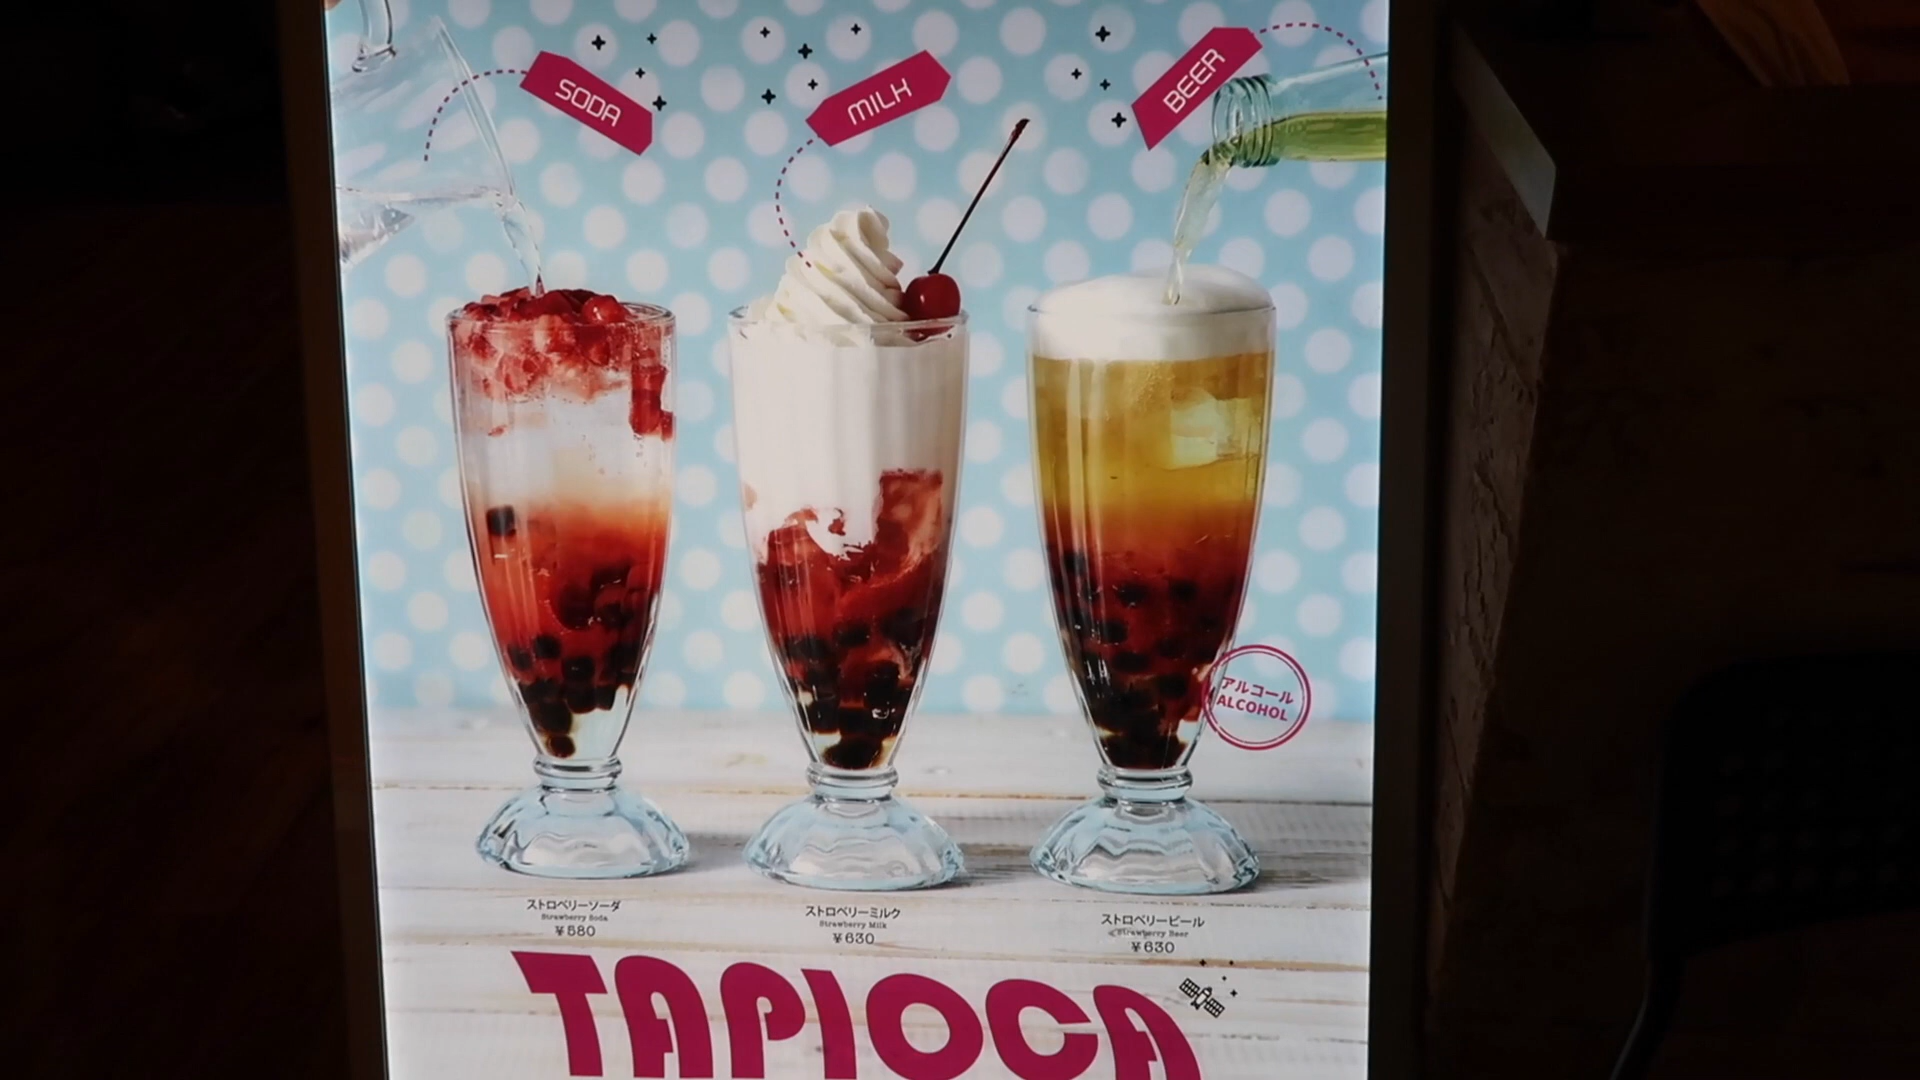 SODA
MILK
BEER
アルコール
ALCOHOL
ストロベリーソーダ
Strawberry Soda
¥580
ストロベリーミルク
Strawberry Milk
¥630
ストロベリービール
Strawberry Beer
¥630
TAPIOCA